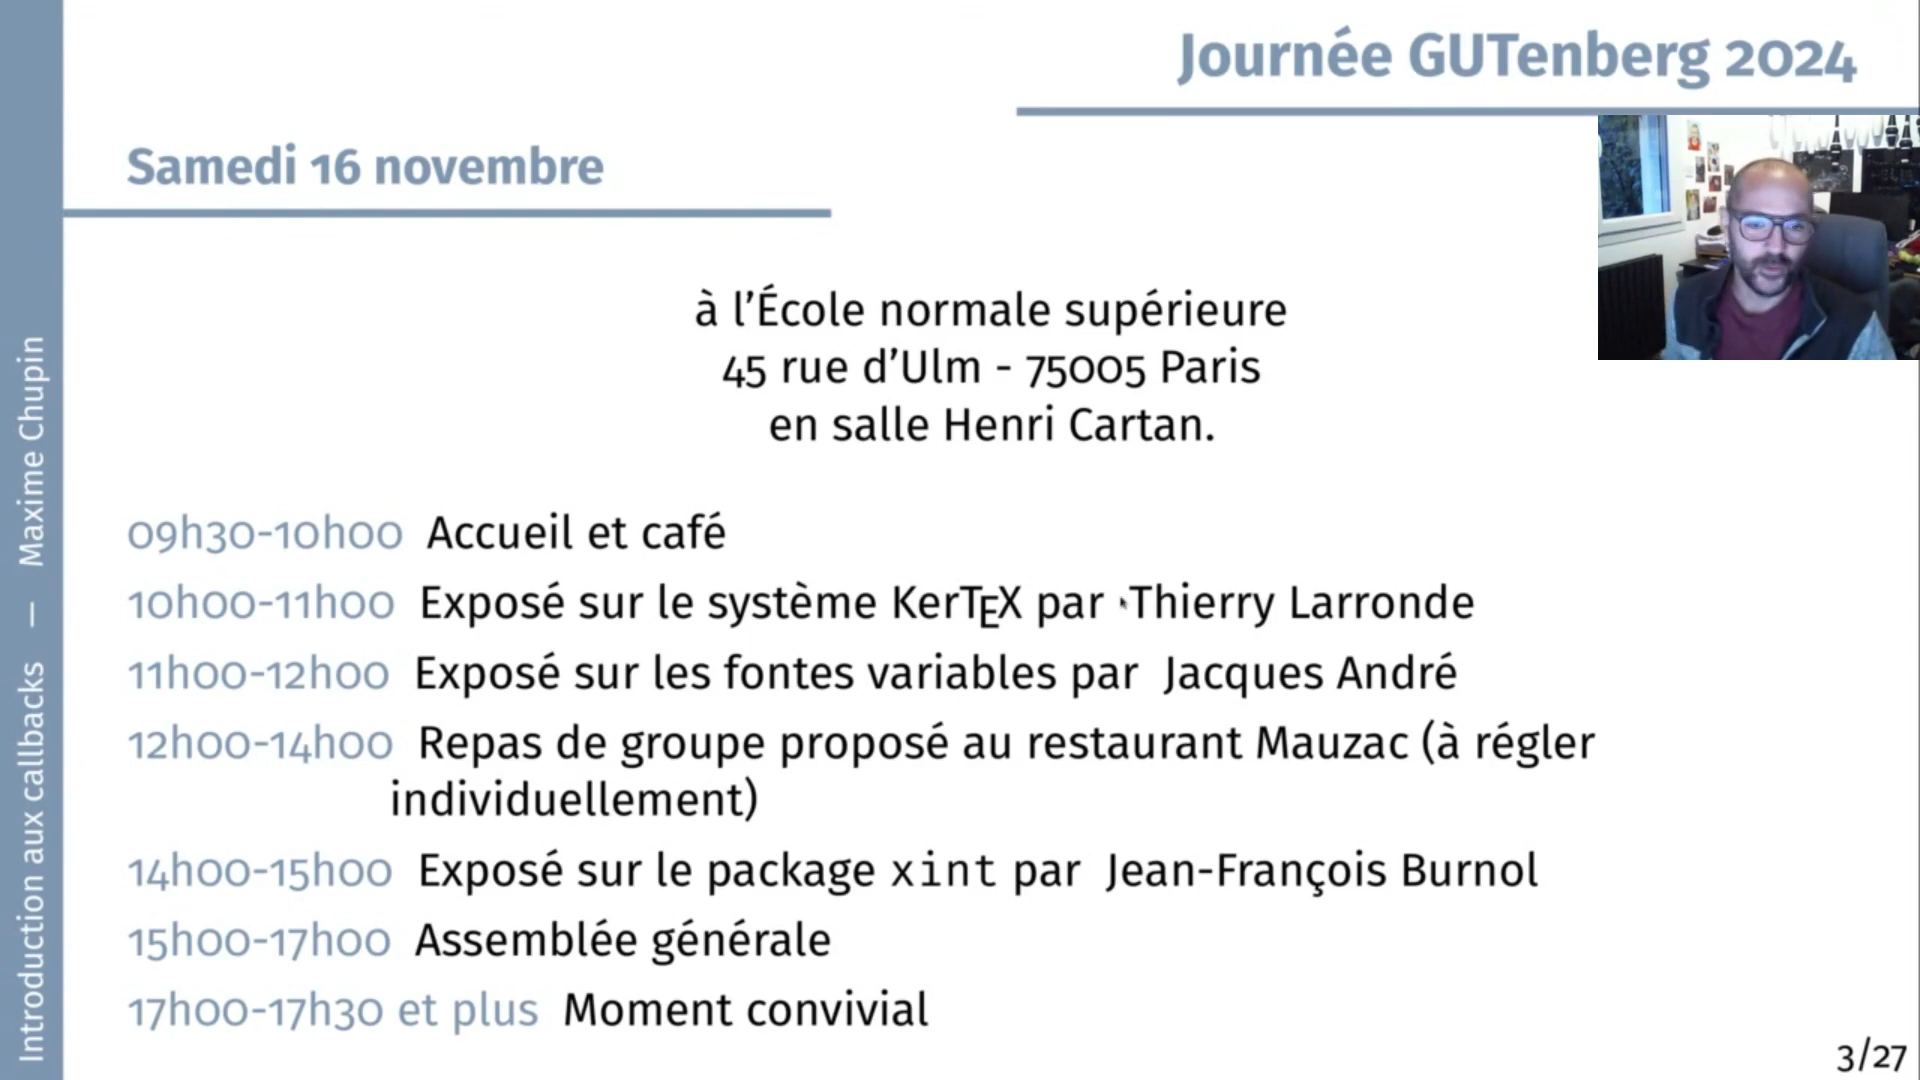 Journée GUTenberg 2024
Samedi 16 novembre
à l’École normale supérieure
45 rue d’Ulm - 75005 Paris
en salle Henri Cartan.
09h30-10h00 Accueil et café
10h00-11h00 Exposé sur le système KerTEX par Thierry Larronde
11h00-12h00 Exposé sur les fontes variables par Jacques André
12h00-14h00 Repas de groupe proposé au restaurant Mauzac (à régler
individuellement)
14h00-15h00 Exposé sur le package xint par Jean-François Burnol
15h00-17h00 Assemblée générale
17h00-17h30 et plus Moment convivial
Introduction aux callbacks — Maxime Chupin
3/27